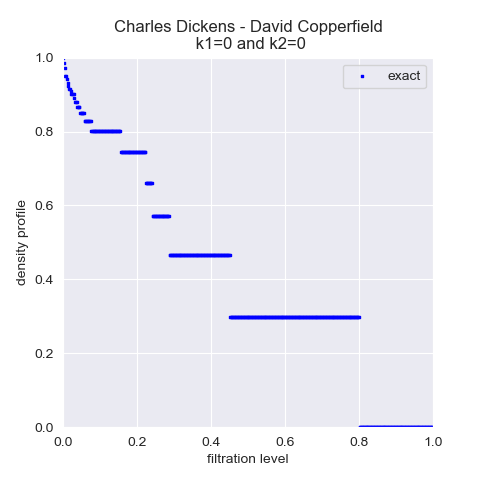 Charles Dickens - David Copperfield
k1=0 and k2=0
exact
density profile
1.0
0.8
0.6
0.4
0.2
0.0
0.0 0.2 0.4 0.6 0.8 1.0
filtration level